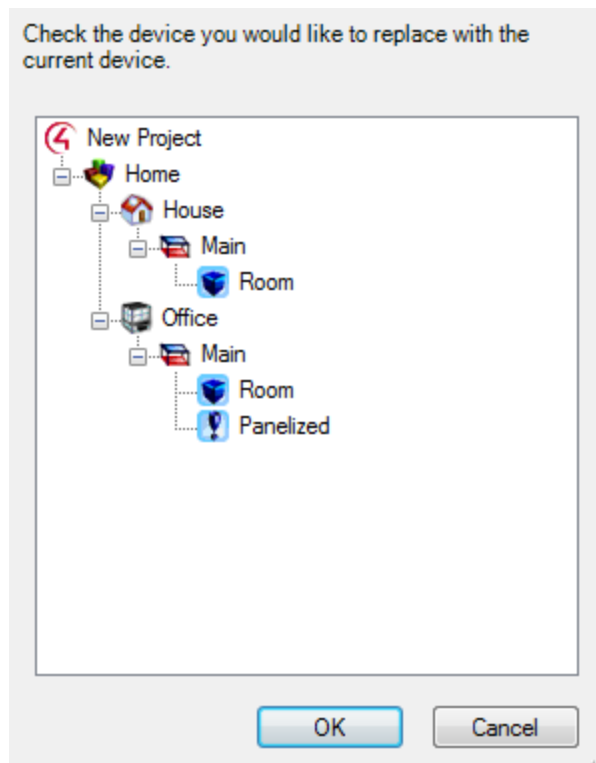 Check the device you would like to replace with the
current device.
New Project
Home
House
Main
Room
Office
Main
Room
Panelized
OK
Cancel